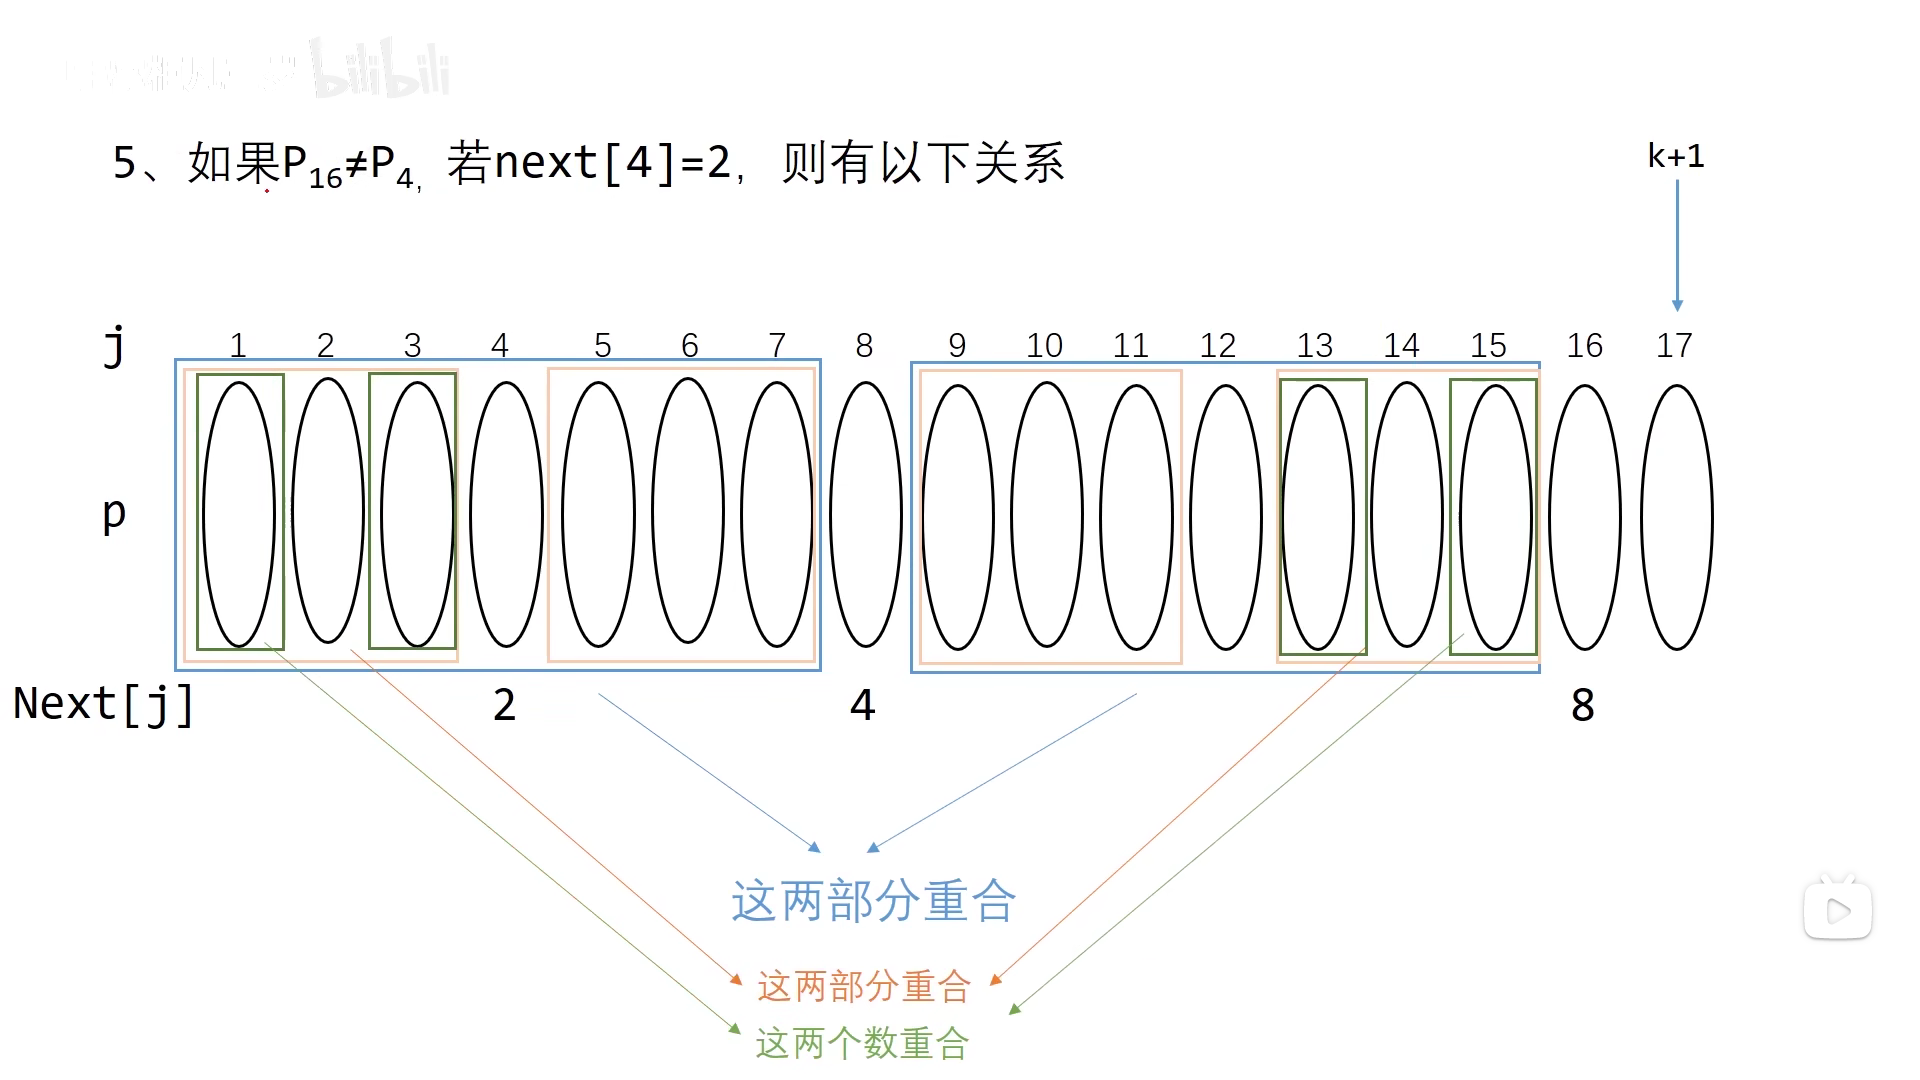 bilibili
5、如果P16≠P4, 若next[4]=2, 则有以下关系
k+1
j 1 2 3 4 5 6 7 8 9 10 11 12 13 14 15 16 17
p
Next[j] 2 4 8
这两部分重合
这两部分重合
这两个数重合